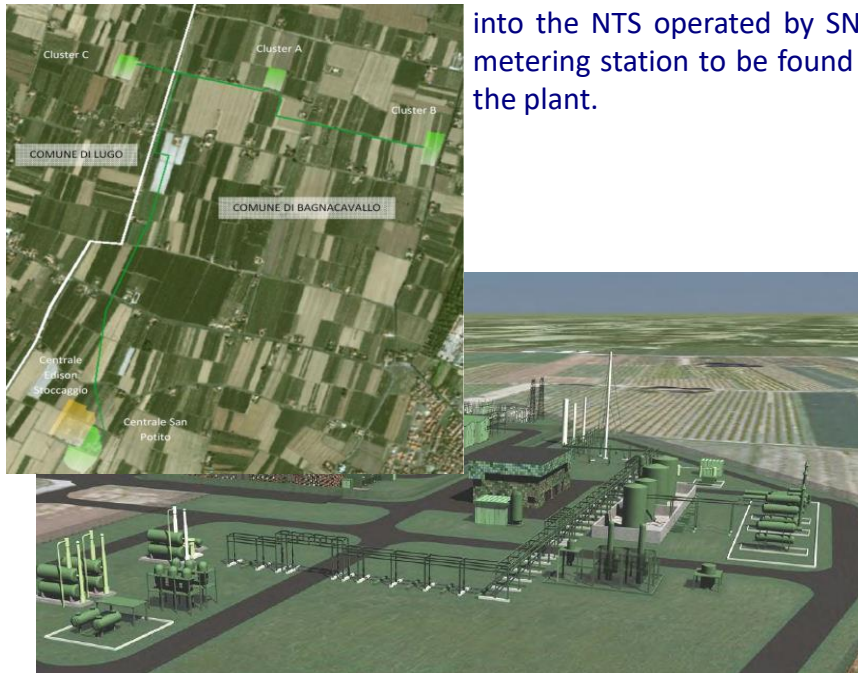 into the NTS operated by SN
metering station to be found
the plant.
Cluster C
Cluster A
Cluster B
COMUNE DI LUGO
COMUNE DI BAGNACAVALLO
Centrale
Edison
Stoccaggio
Centrale San
Potito